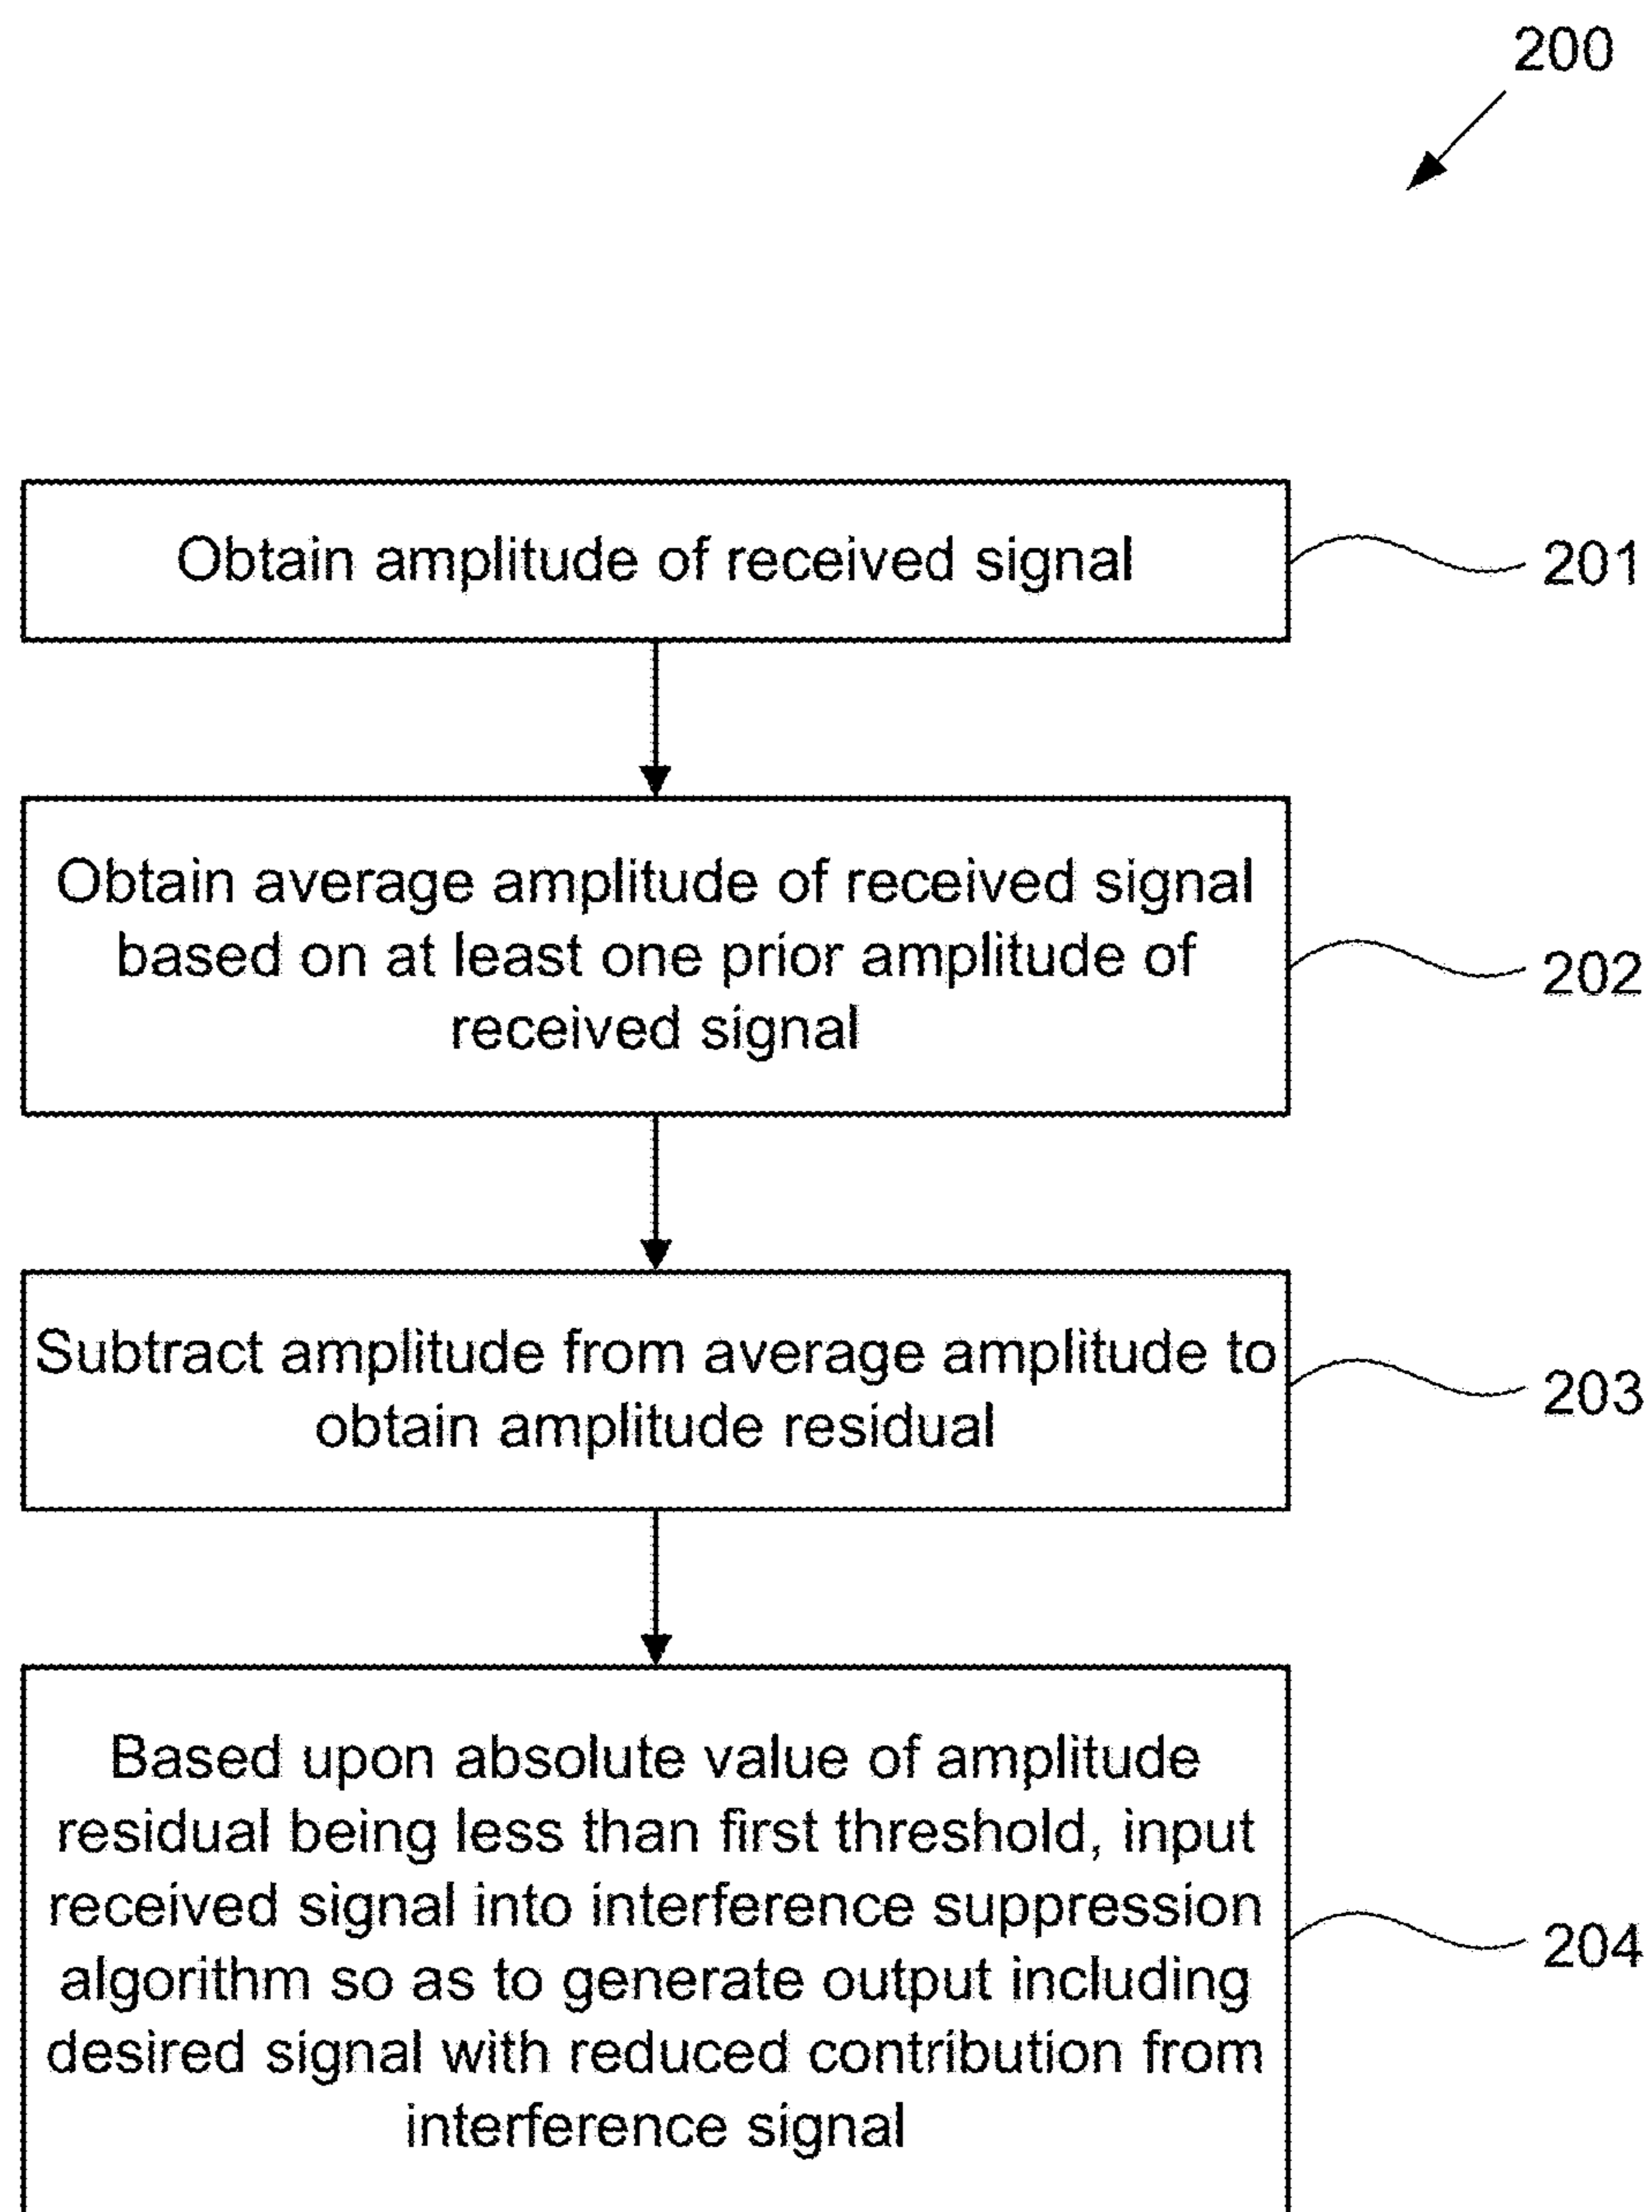 200
Obtain amplitude of received signal
201
Obtain average amplitude of received signal
based on at least one prior amplitude of
received signal
202
Subtract amplitude from average amplitude to
obtain amplitude residual
203
Based upon absolute value of amplitude
residual being less than first threshold, input
received signal into interference suppression
algorithm so as to generate output including
desired signal with reduced contribution from
interference signal
204